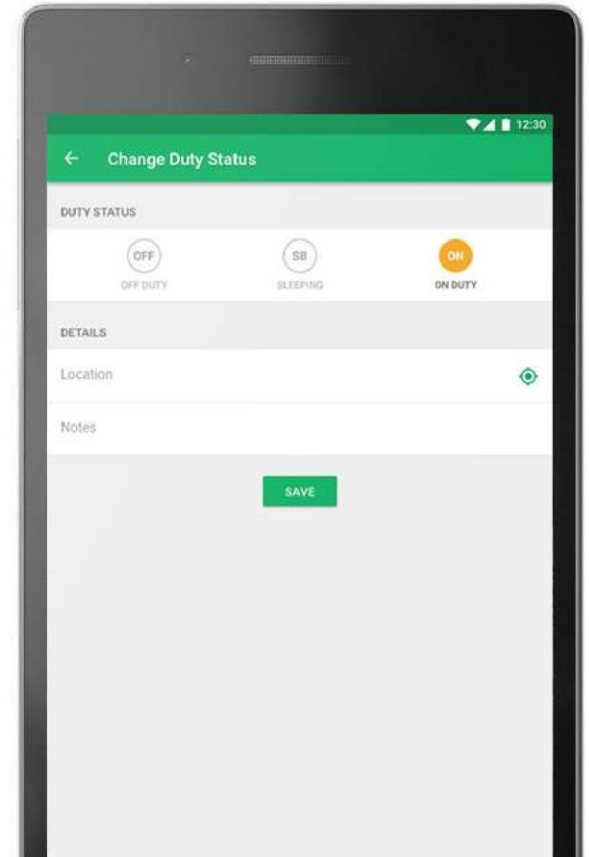 12:30
Change Duty Status
DUTY STATUS
OFF SB ON
OFF DUTY SLEEPING ON DUTY
DETAILS
Location
Notes
SAVE